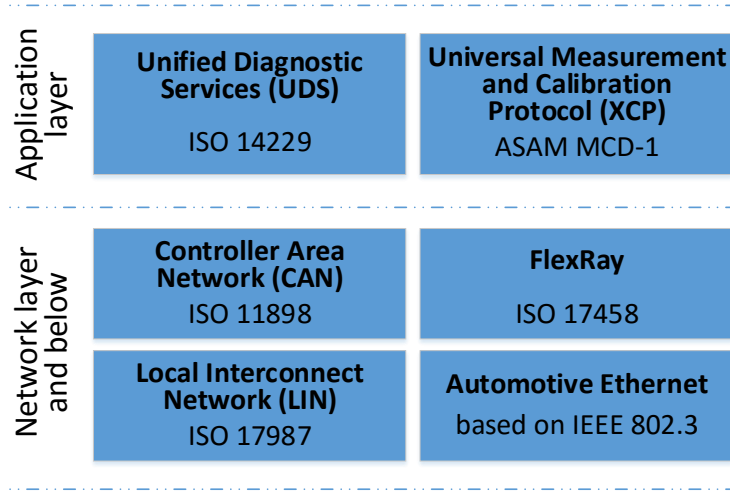 Application
layer
Unified Diagnostic
Services (UDS)
ISO 14229
Universal Measurement
and Calibration
Protocol (XCP)
ASAM MCD-1
Network layer
and below
Controller Area
Network (CAN)
ISO 11898
FlexRay
ISO 17458
Local Interconnect
Network (LIN)
ISO 17987
Automotive Ethernet
based on IEEE 802.3